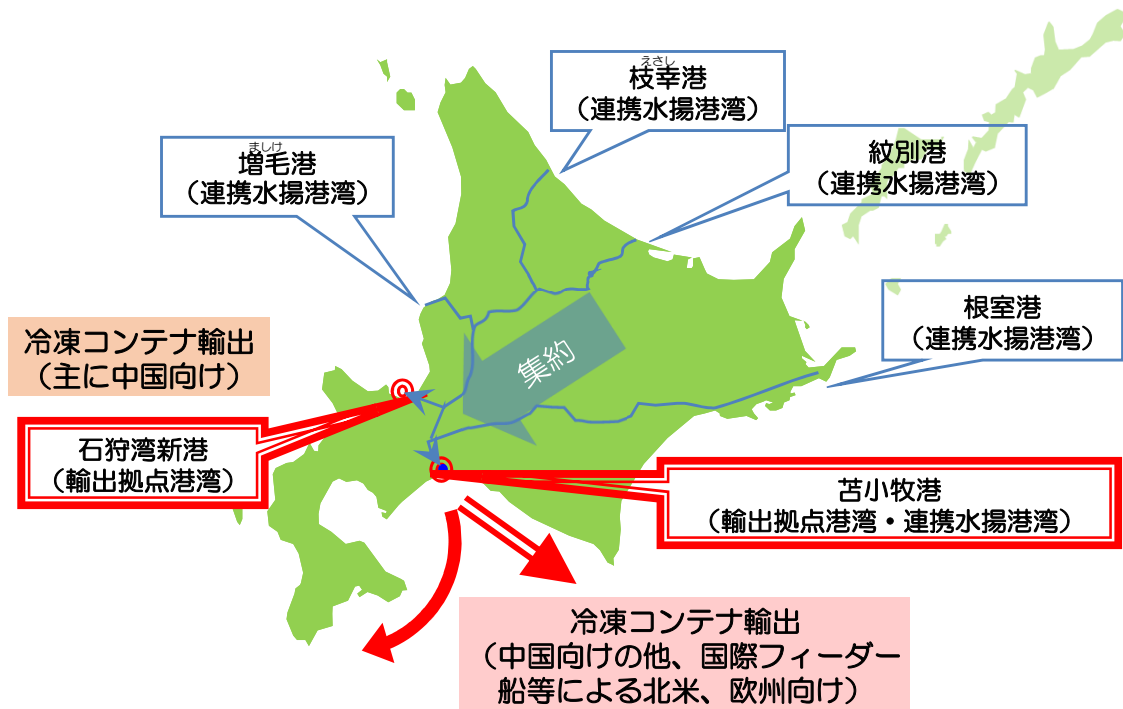 えさし
枝幸港
（連携水揚港湾）
ましけ
増毛港
（連携水揚港湾）
紋別港
（連携水揚港湾）
根室港
（連携水揚港湾）
冷凍コンテナ輸出
（主に中国向け）
集約
石狩湾新港
（輸出拠点港湾）
苫小牧港
（輸出拠点港湾・連携水揚港湾）
冷凍コンテナ輸出
（中国向けの他、国際フィーダー
船等による北米、欧州向け）